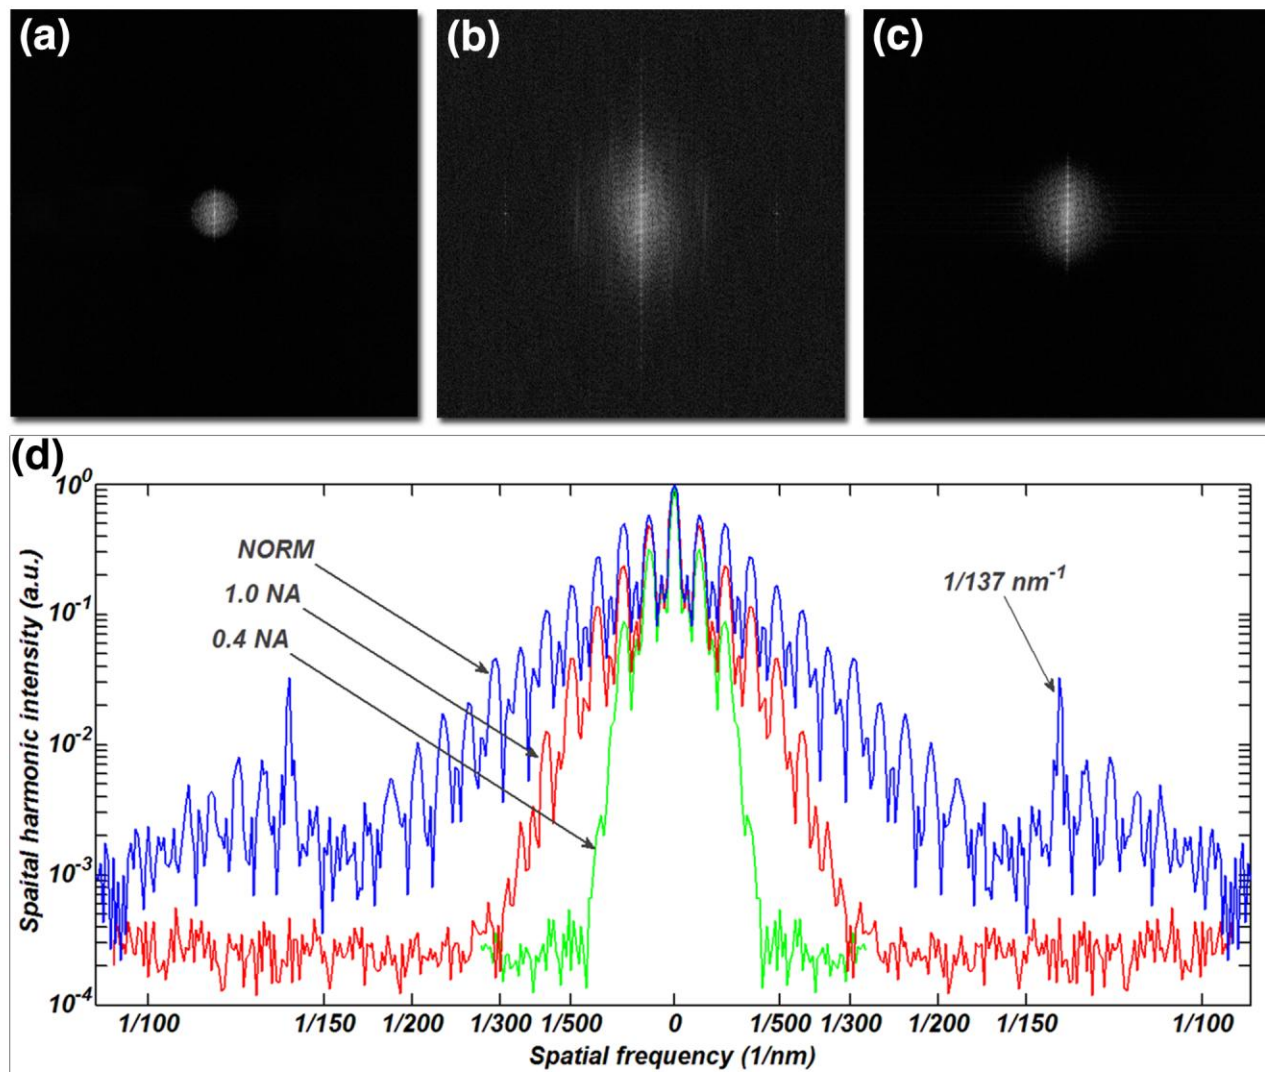 (a)
(b)
(c)
(d)
10^0
10^-1
10^-2
10^-3
10^-4
Spaital harmonic intensity (a.u.)
NORM
1.0 NA
0.4 NA
1/137 nm^-1
1/100 1/150 1/200 1/300 1/500 0 1/500 1/300 1/200 1/150 1/100
Spatial frequency (1/nm)